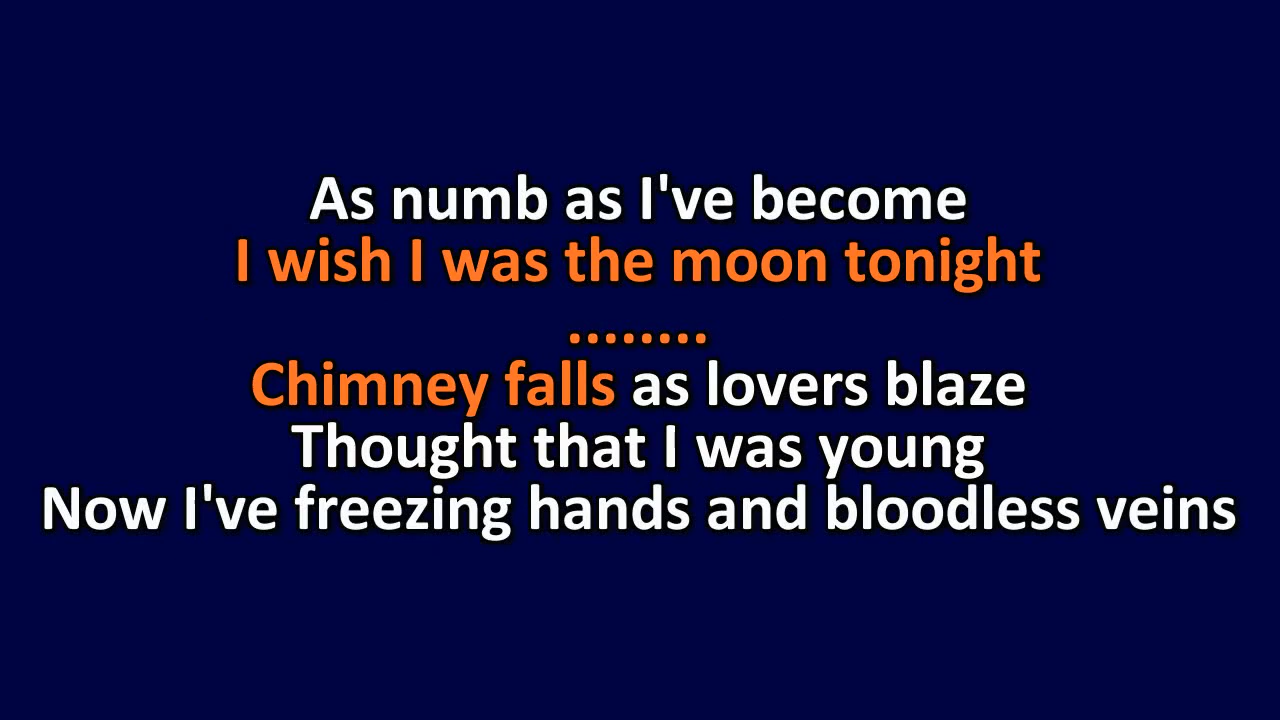 As numb as I've become
I wish I was the moon tonight
........
Chimney falls as lovers blaze
Thought that I was young
Now I've freezing hands and bloodless veins